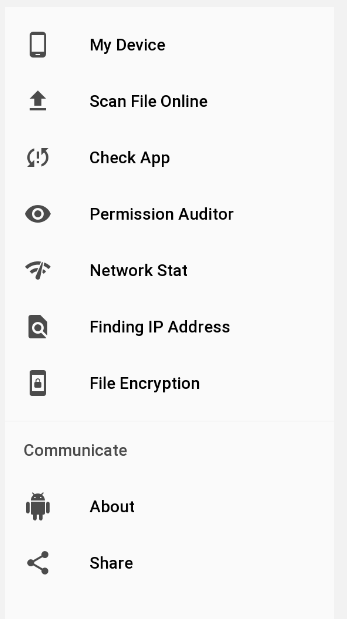 My Device
Scan File Online
Check App
Permission Auditor
Network Stat
Finding IP Address
File Encryption
Communicate
About
Share